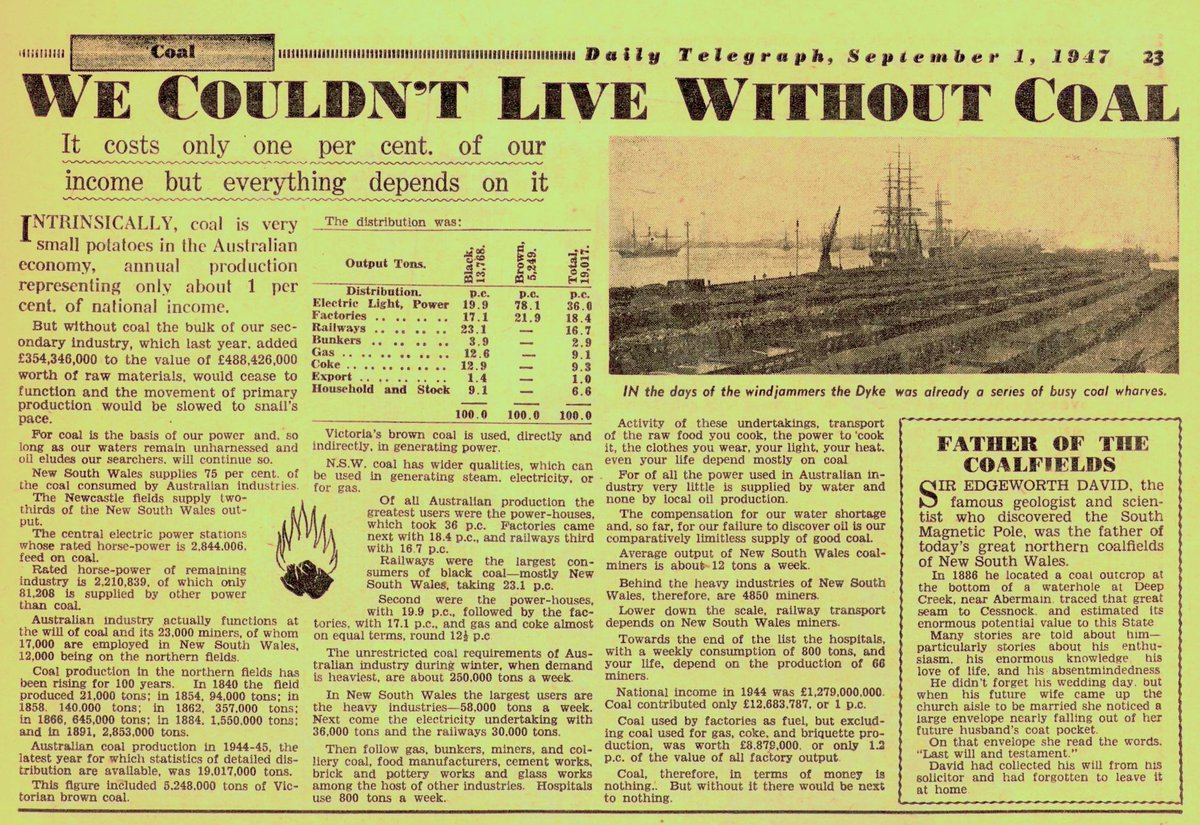 Coal
Daily Telegraph, September 1, 1947 23
WE COULDN'T LIVE WITHOUT COAL
It costs only one per cent. of our
income but everything depends on it
INTRINSICALLY, coal is very
small potatoes in the Australian
economy, annual production
representing only about 1 per
cent. of national income.
But without coal the bulk of our sec-
ondary industry, which last year, added
£354,346,000 to the value of £488,426,000
worth of raw materials, would cease to
function and the movement of primary
production would be slowed to snail's
pace.
For coal is the basis of our power and, so
long as our waters remain unharnessed and
oil eludes our searchers, will continue so.
New South Wales supplies 75 per cent. of
the coal consumed by Australian industries.
The Newcastle fields supply two-
thirds of the New South Wales out-
put.
The central electric power stations
whose rated horse-power is 2,844,006,
feed on coal.
Rated horse-power of remaining
industry is 2,210,839, of which only
81,208 is supplied by other power
than coal.
Australian industry actually functions at
the will of coal and its 23,000 miners, of whom
17,000 are employed in New South Wales,
12,000 being on the northern fields.
Coal production in the northern fields has
been rising for 100 years. In 1840 the field
produced 21,000 tons; in 1854, 94,000 tons; in
1858, 140,000 tons; in 1862, 357,000 tons;
in 1866, 645,000 tons; in 1884, 1,550,000 tons;
and in 1891, 2,853,000 tons.
Australian coal production in 1944-45, the
latest year for which statistics of detailed dis-
tribution are available, was 19,017,000 tons.
This figure included 5,248,000 tons of Vic-
torian brown coal.
The distribution was:
Output Tons. Black, 13,768. Brown, 5,249. Total, 19,017.
Distribution. p.c. p.c. p.c.
Electric Light, Power 19.9 78.1 36.0
Factories .. .. .. .. .. 17.1 21.9 18.4
Railways .. .. .. .. .. 23.1 — 16.7
Bunkers .. .. .. .. .. 3.9 — 2.9
Gas .. .. .. .. .. .. .. 12.6 — 9.1
Coke .. .. .. .. .. .. 12.9 — 9.3
Export .. .. .. .. .. .. 1.4 — 1.0
Household and Stock 9.1 — 6.6
100.0 100.0 100.0
Victoria's brown coal is used, directly and
indirectly, in generating power.
N.S.W. coal has wider qualities, which can
be used in generating steam, electricity, or
for gas.
Of all Australian production the
greatest users were the power-houses,
which took 36 p.c. Factories came
next with 18.4 p.c., and railways third
with 16.7 p.c.
Railways were the largest con-
sumers of black coal—mostly New
South Wales, taking 23.1 p.c.
Second were the power-houses,
with 19.9 p.c., followed by the fac-
tories, with 17.1 p.c., and gas and coke almost
on equal terms, round 12½ p.c
The unrestricted coal requirements of Aus-
tralian industry during winter, when demand
is heaviest, are about 250,000 tons a week.
In New South Wales the largest users are
the heavy industries—58,000 tons a week.
Next come the electricity undertaking with
36,000 tons and the railways 30,000 tons.
Then follow gas, bunkers, miners, and col-
liery coal, food manufacturers, cement works,
brick and pottery works and glass works
among the host of other industries. Hospitals
use 800 tons a week.
IN the days of the windjammers the Dyke was already a series of busy coal wharves.
Activity of these undertakings, transport
of the raw food you cook, the power to cook
it, the clothes you wear, your light, your heat,
even your life depend mostly on coal
For of all the power used in Australian in-
dustry very little is supplied by water and
none by local oil production.
The compensation for our water shortage
and, so far, for our failure to discover oil is our
comparatively limitless supply of good coal.
Average output of New South Wales coal-
miners is about 12 tons a week.
Behind the heavy industries of New South
Wales, therefore, are 4850 miners.
Lower down the scale, railway transport
depends on New South Wales miners.
Towards the end of the list the hospitals,
with a weekly consumption of 800 tons, and
your life, depend on the production of 66
miners.
National income in 1944 was £1,279,000,000.
Coal contributed only £12,683,787, or 1 p.c.
Coal used by factories as fuel, but exclud-
ing coal used for gas, coke, and briquette pro-
duction, was worth £8,879,000, or only 1.2
p.c. of the value of all factory output.
Coal, therefore, in terms of money is
nothing.. But without it there would be next
to nothing.
FATHER OF THE
COALFIELDS
SIR EDGEWORTH DAVID, the
famous geologist and scien-
tist who discovered the South
Magnetic Pole, was the father of
today's great northern coalfields
of New South Wales.
In 1886 he located a coal outcrop at
the bottom of a waterhole at Deep
Creek, near Abermain, traced that great
seam to Cessnock, and estimated its
enormous potential value to this State
Many stories are told about him—
particularly stories about his enthu-
siasm, his enormous knowledge, his
love of life, and his absentmindedness
He didn't forget his wedding day, but
when his future wife came up the
church aisle to be married she noticed a
large envelope nearly falling out of her
future husband's coat pocket.
On that envelope she read the words,
"Last will and testament."
David had collected his will from his
solicitor and had forgotten to leave it
at home